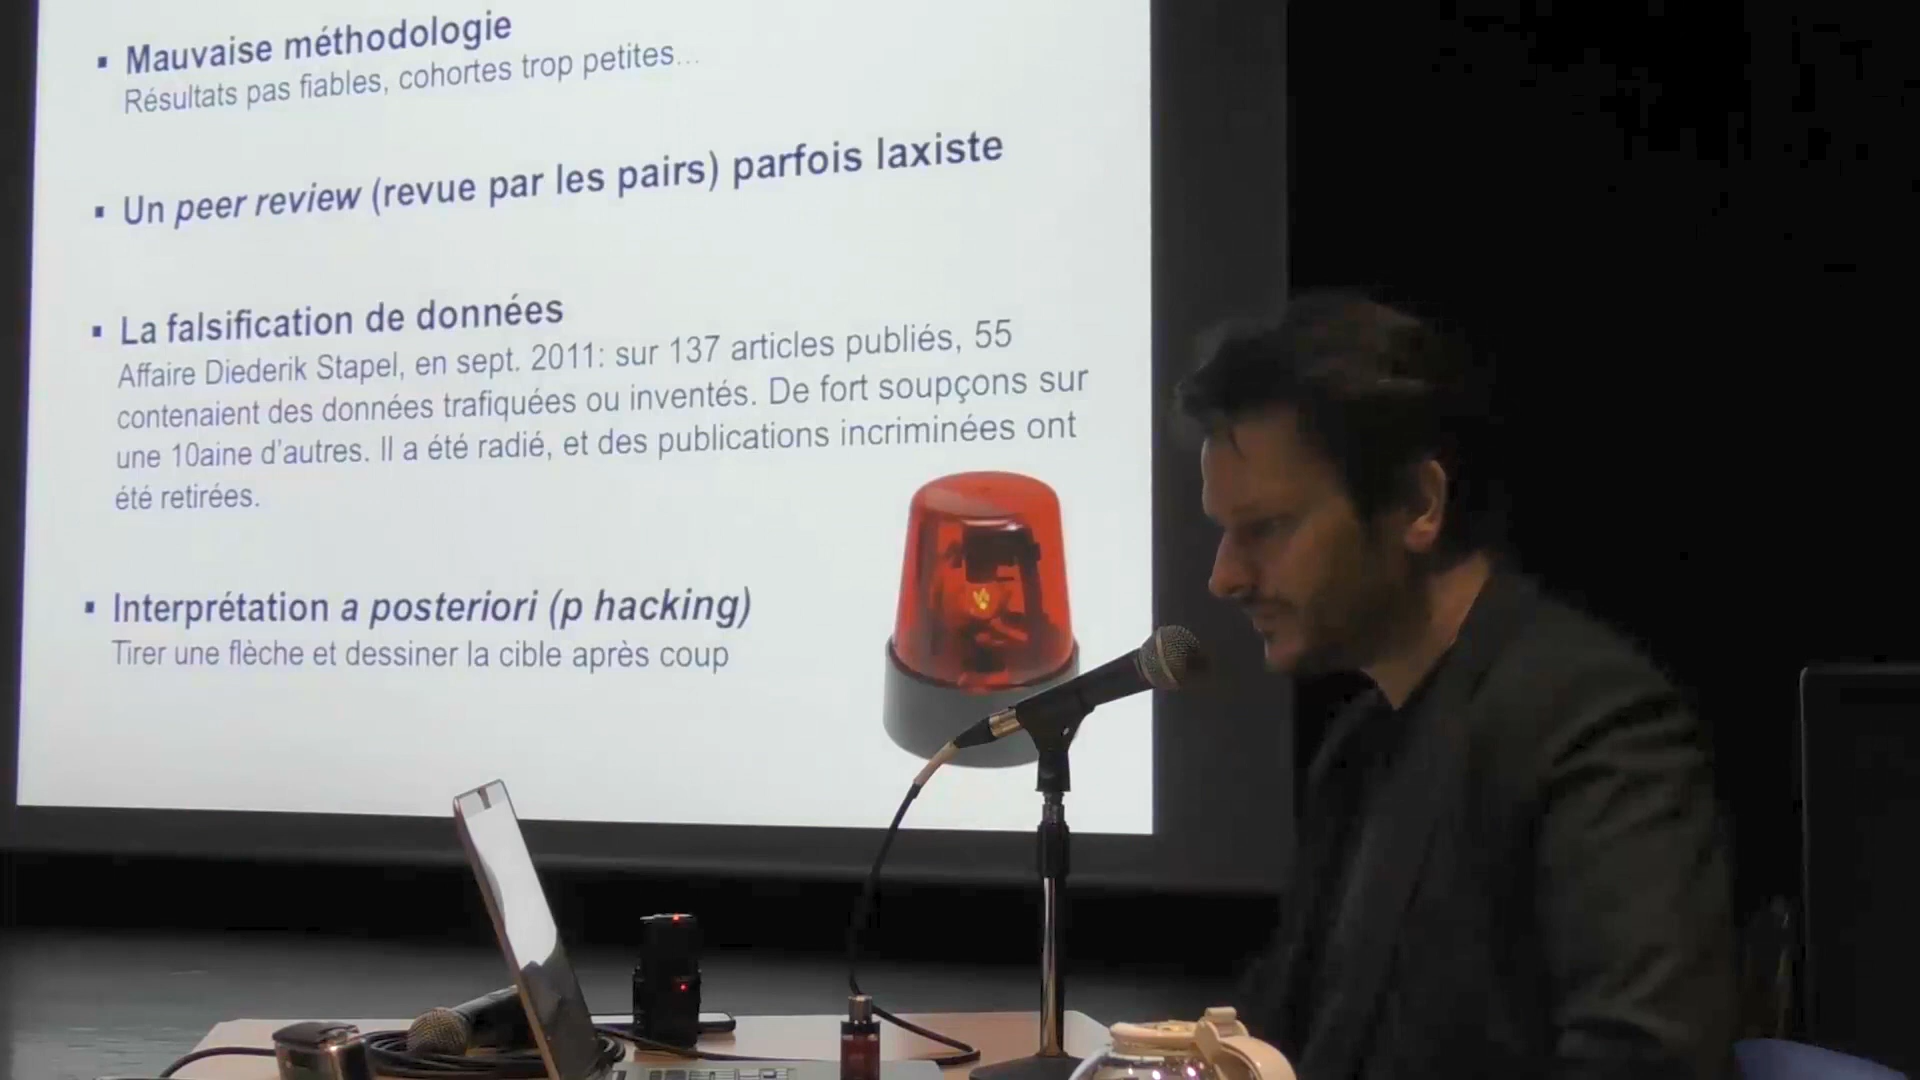 ▪ Mauvaise méthodologie
Résultats pas fiables, cohortes trop petites...
▪ Un peer review (revue par les pairs) parfois laxiste
▪ La falsification de données
Affaire Diederik Stapel, en sept. 2011: sur 137 articles publiés, 55
contenaient des données trafiquées ou inventés. De fort soupçons sur
une 10aine d'autres. Il a été radié, et des publications incriminées ont
été retirées.
▪ Interprétation a posteriori (p hacking)
Tirer une flèche et dessiner la cible après coup